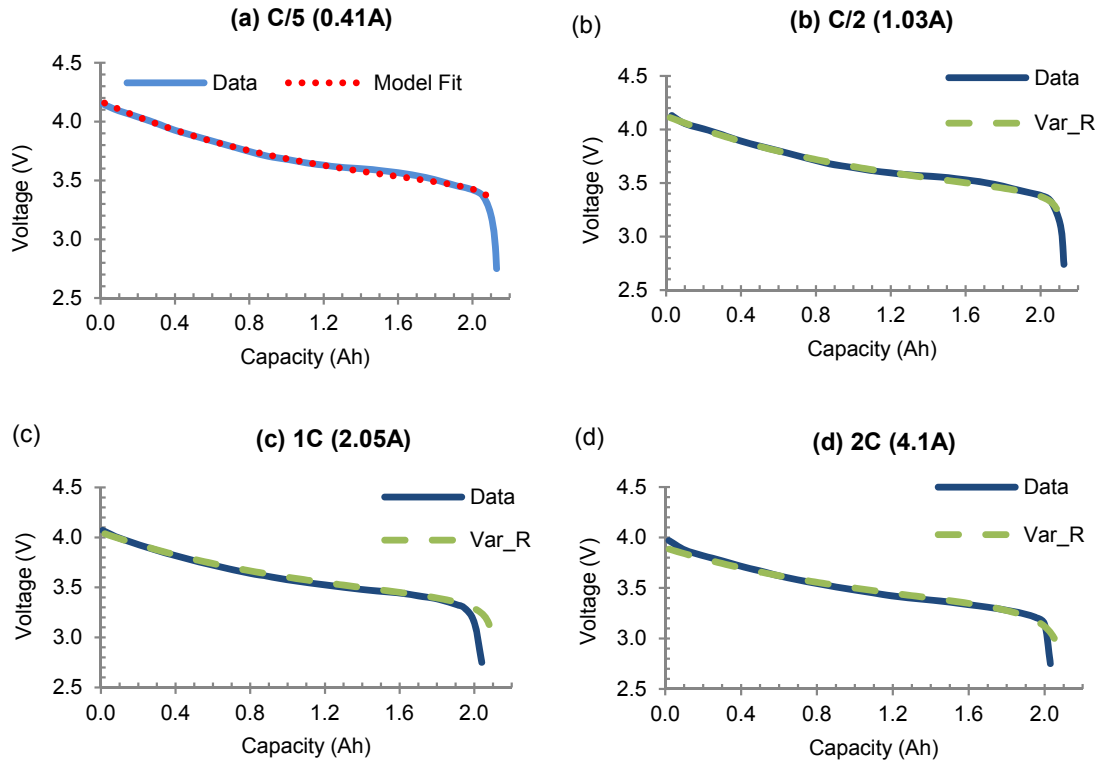 (a) C/5 (0.41A)
4.5
4.0
3.5
3.0
2.5
Voltage (V)
Data
Model Fit
0.0 0.4 0.8 1.2 1.6 2.0
Capacity (Ah)
(b)
(b) C/2 (1.03A)
4.5
4.0
3.5
3.0
2.5
Voltage (V)
Data
Var_R
0.0 0.4 0.8 1.2 1.6 2.0
Capacity (Ah)
(c)
(c) 1C (2.05A)
4.5
4.0
3.5
3.0
2.5
Voltage (V)
Data
Var_R
0.0 0.4 0.8 1.2 1.6 2.0
Capacity (Ah)
(d)
(d) 2C (4.1A)
4.5
4.0
3.5
3.0
2.5
Voltage (V)
Data
Var_R
0.0 0.4 0.8 1.2 1.6 2.0
Capacity (Ah)